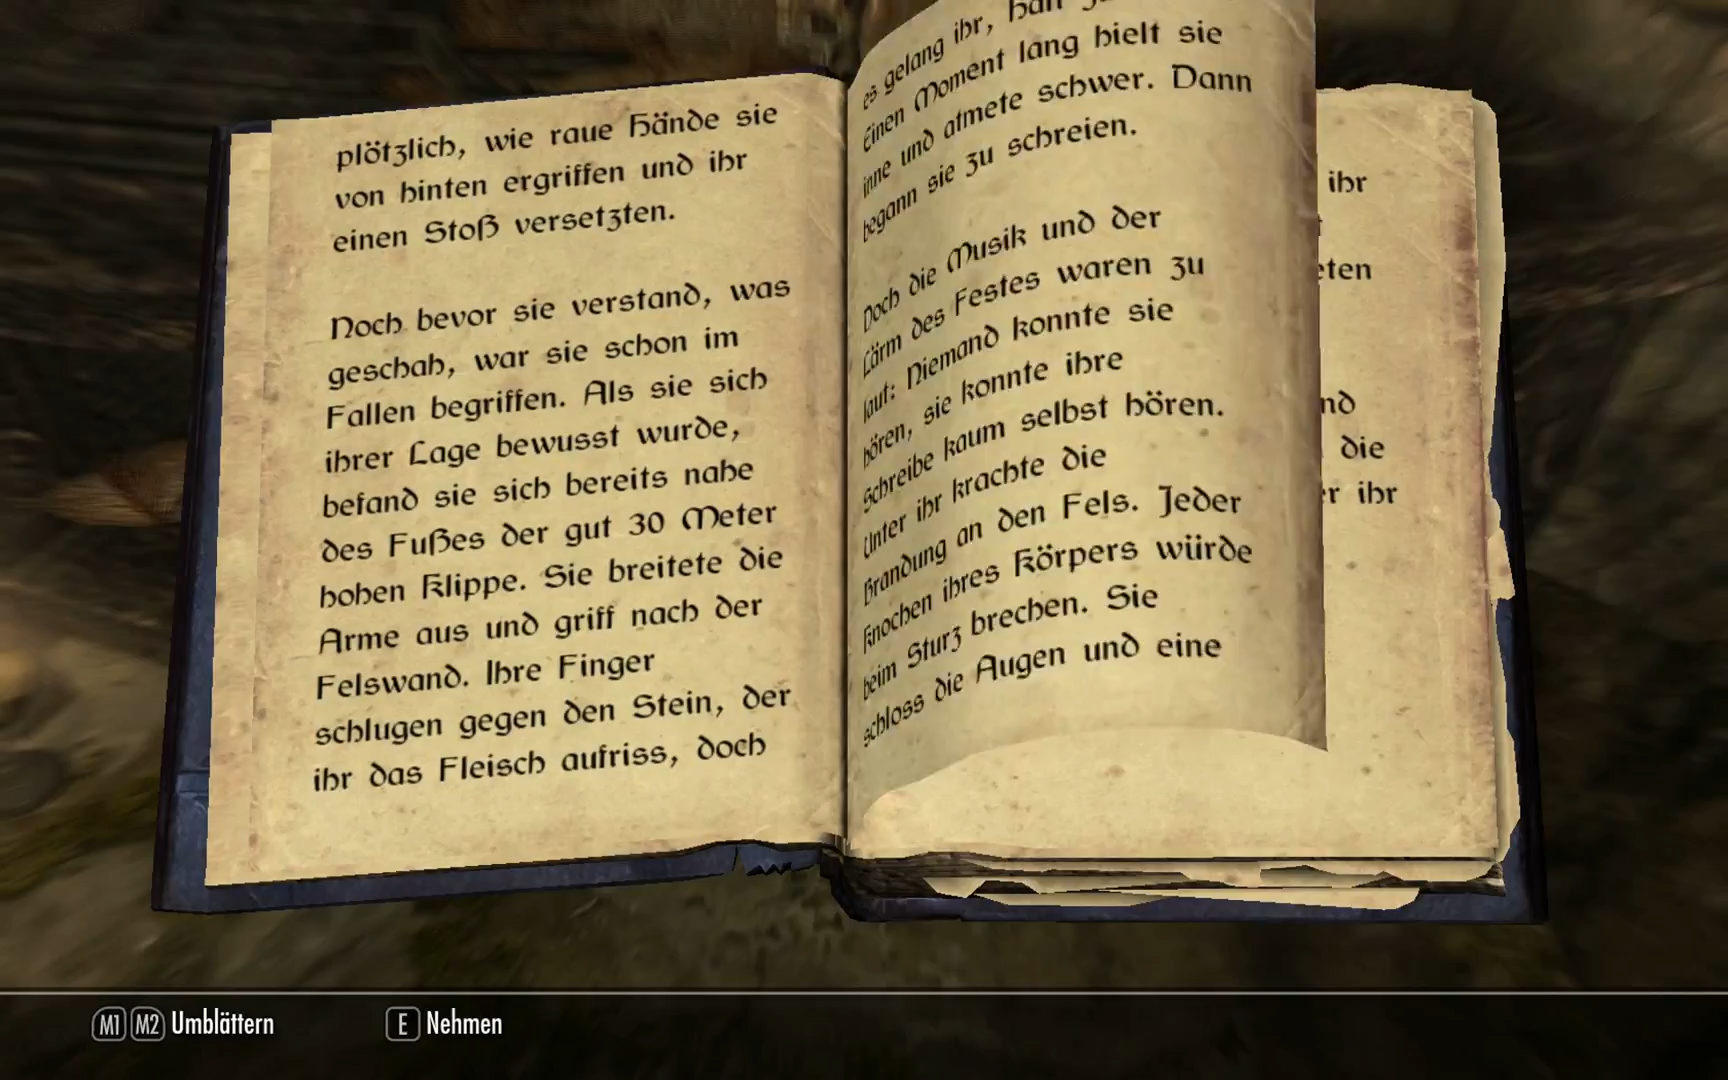 plötzlich, wie raue Hände sie
von hinten ergriffen und ihr
einen Stoß versetzten.
Noch bevor sie verstand, was
geschah, war sie schon im
Fallen begriffen. Als sie sich
ihrer Lage bewusst wurde,
befand sie sich bereits nahe
des Fußes der gut 30 Meter
hohen Klippe. Sie breitete die
Arme aus und griff nach der
Felswand. Ihre Finger
schlugen gegen den Stein, der
ihr das Fleisch aufriss, doch
es gelang ihr,
Einen Moment lang hielt sie
inne und atmete schwer. Dann
begann sie zu schreien.
Doch die Musik und der
Lärm des Festes waren zu
laut: Niemand konnte sie
hören, sie konnte ihre
Schreibe kaum selbst hören.
Unter ihr krachte die
Brandung an den Fels. Jeder
Knochen ihres Körpers würde
beim Sturz brechen. Sie
schloss die Augen und eine
ihr
die
ihr
M1 M2 Umblättern
E Nehmen